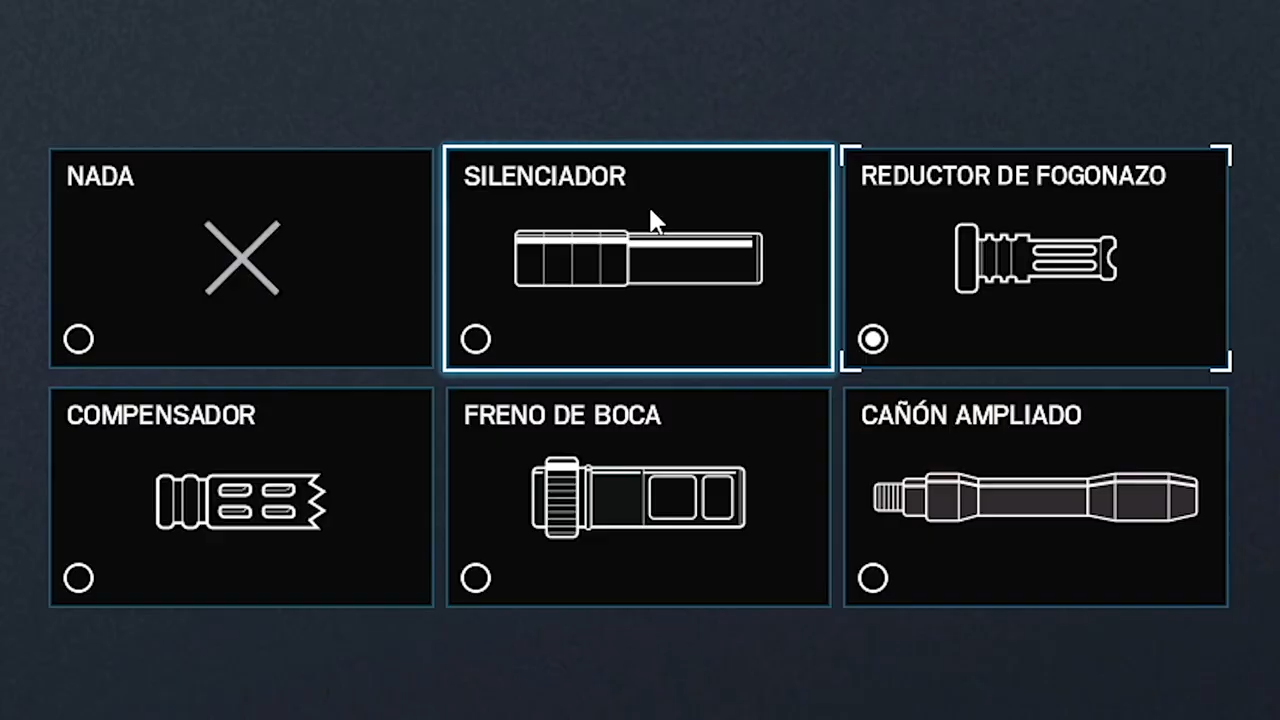 NADA
SILENCIADOR
REDUCTOR DE FOGONAZO
COMPENSADOR
FRENO DE BOCA
CAÑÓN AMPLIADO